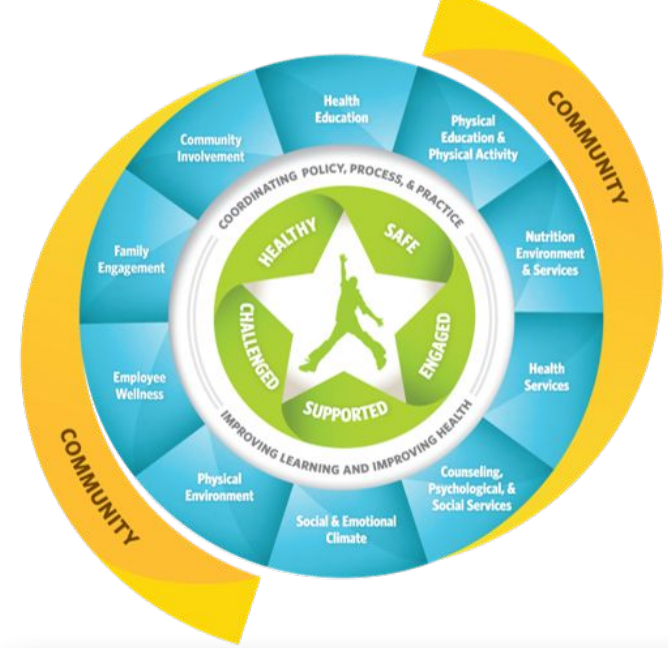 COMMUNITY
Health
Education
Physical
Education &
Physical Activity
Nutrition
Environment
& Services
Health
Services
Counseling,
Psychological, &
Social Services
Social & Emotional
Climate
Physical
Environment
Employee
Wellness
Family
Engagement
Community
Involvement
COORDINATING POLICY, PROCESS, & PRACTICE
IMPROVING LEARNING AND IMPROVING HEALTH
HEALTHY
SAFE
ENGAGED
SUPPORTED
CHALLENGED
COMMUNITY